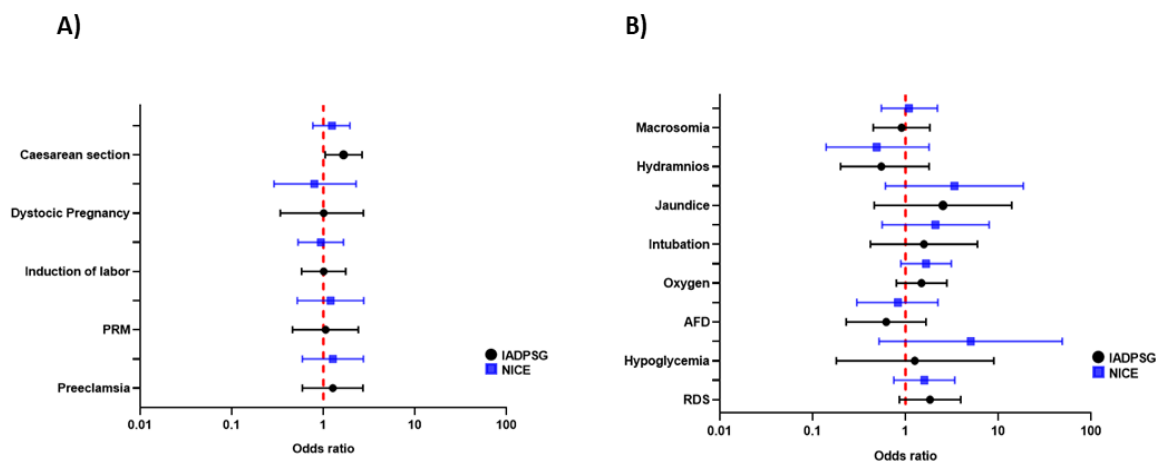 A)
Caesarean section
Dystocic Pregnancy
Induction of labor
PRM
Preeclamsia
IADPSG
NICE
0.01 0.1 1 10 100
Odds ratio
B)
Macrosomia
Hydramnios
Jaundice
Intubation
Oxygen
AFD
Hypoglycemia
RDS
IADPSG
NICE
0.01 0.1 1 10 100
Odds ratio